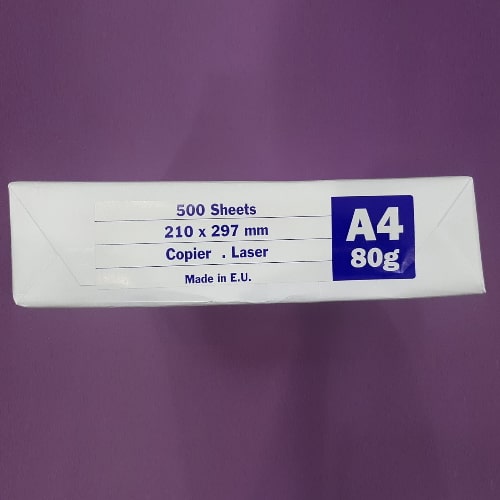 500 Sheets
210 x 297 mm
Copier . Laser
Made in E.U.
A4
80g